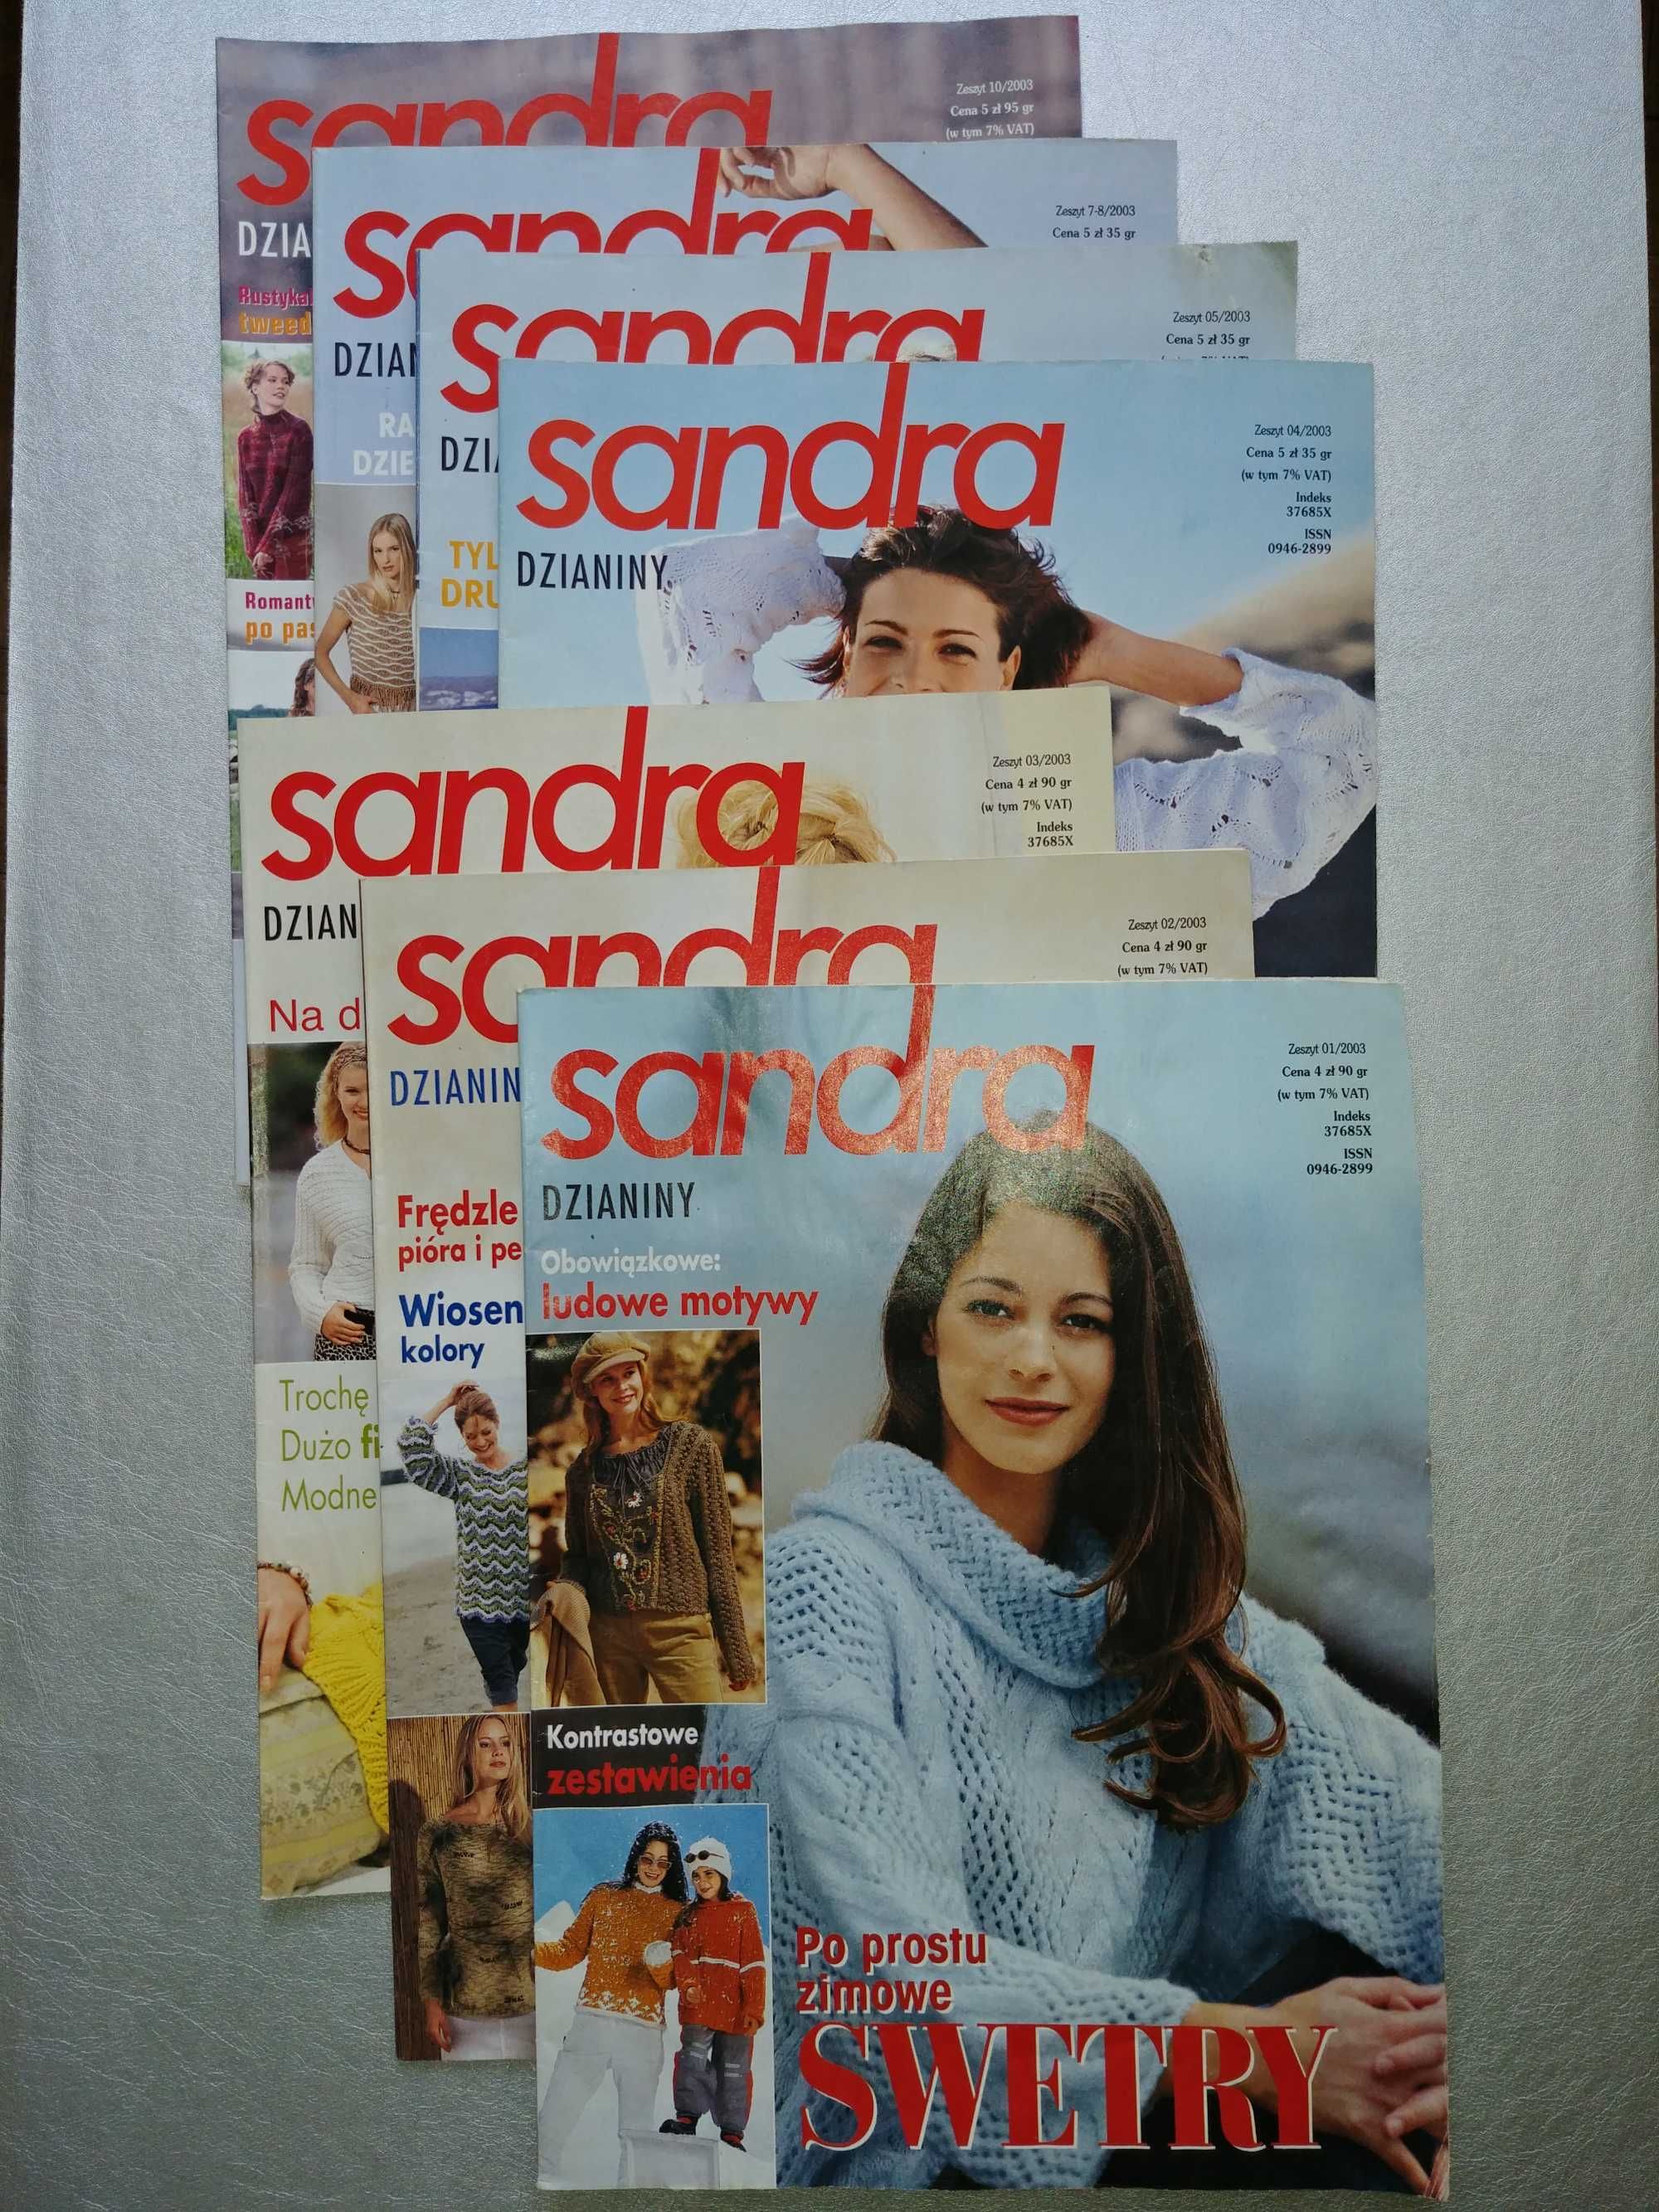 sandra
Zeszyt 10/2003
Cena 5 zł 95 gr
(w tym 7% VAT)
DZIA
Rustyka
tweed
Romant
po pas
sandra
Zeszyt 7-8/2003
Cena 5 zł 35 gr
DZIAN
RA
DZIE
sandra
Zeszyt 05/2003
Cena 5 zł 35 gr
DZIA
TYL
DRU
sandra
Zeszyt 04/2003
Cena 5 zł 35 gr
(w tym 7% VAT)
Indeks
37685X
ISSN
0946-2899
DZIANINY
sandra
Zeszyt 03/2003
Cena 4 zł 90 gr
(w tym 7% VAT)
Indeks
37685X
DZIAN
Na d
Trochę
Dużo fi
Modne
sandra
Zeszyt 02/2003
Cena 4 zł 90 gr
(w tym 7% VAT)
DZIANIN
Frędzle
pióra i pe
Wiosen
kolory
sandra
Zeszyt 01/2003
Cena 4 zł 90 gr
(w tym 7% VAT)
Indeks
37685X
ISSN
0946-2899
DZIANINY
Obowiązkowe:
ludowe motywy
Kontrastowe
zestawienia
Po prostu
zimowe
SWETRY